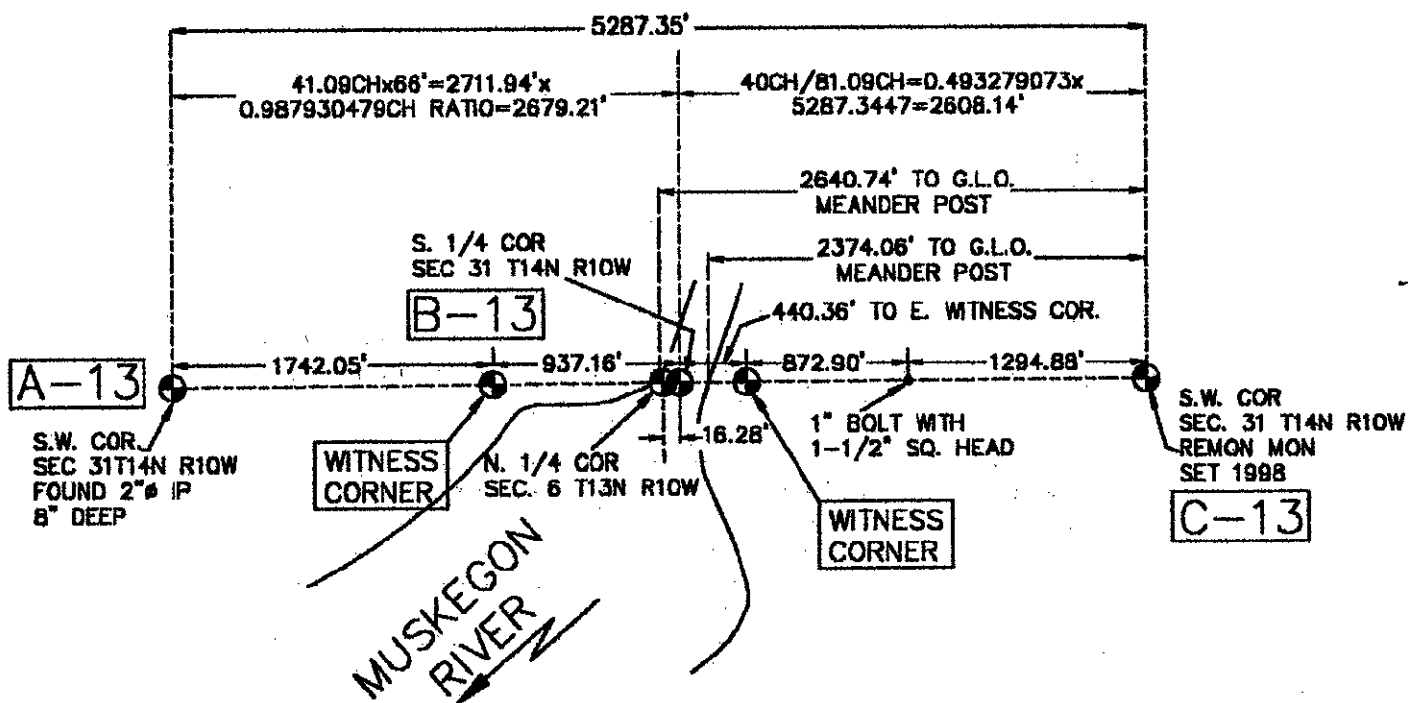 5287.35'
41.09CHx66'=2711.94'x
0.987930479CH RATIO=2679.21'
40CH/81.09CH=0.493279073x
5287.3447=2608.14'
2640.74' TO G.L.O.
MEANDER POST
S. 1/4 COR
SEC 31 T14N R10W
B-13
2374.06' TO G.L.O.
MEANDER POST
440.36' TO E. WITNESS COR.
A-13
1742.05'
937.16'
872.90'
1294.88'
16.28'
S.W. COR.
SEC 31T14N R10W
FOUND 2"ø IP
8" DEEP
WITNESS
CORNER
N. 1/4 COR
SEC. 6 T13N R10W
1" BOLT WITH
1-1/2" SQ. HEAD
WITNESS
CORNER
S.W. COR
SEC. 31 T14N R10W
REMON MON
SET 1998
C-13
MUSKEGON
RIVER
N